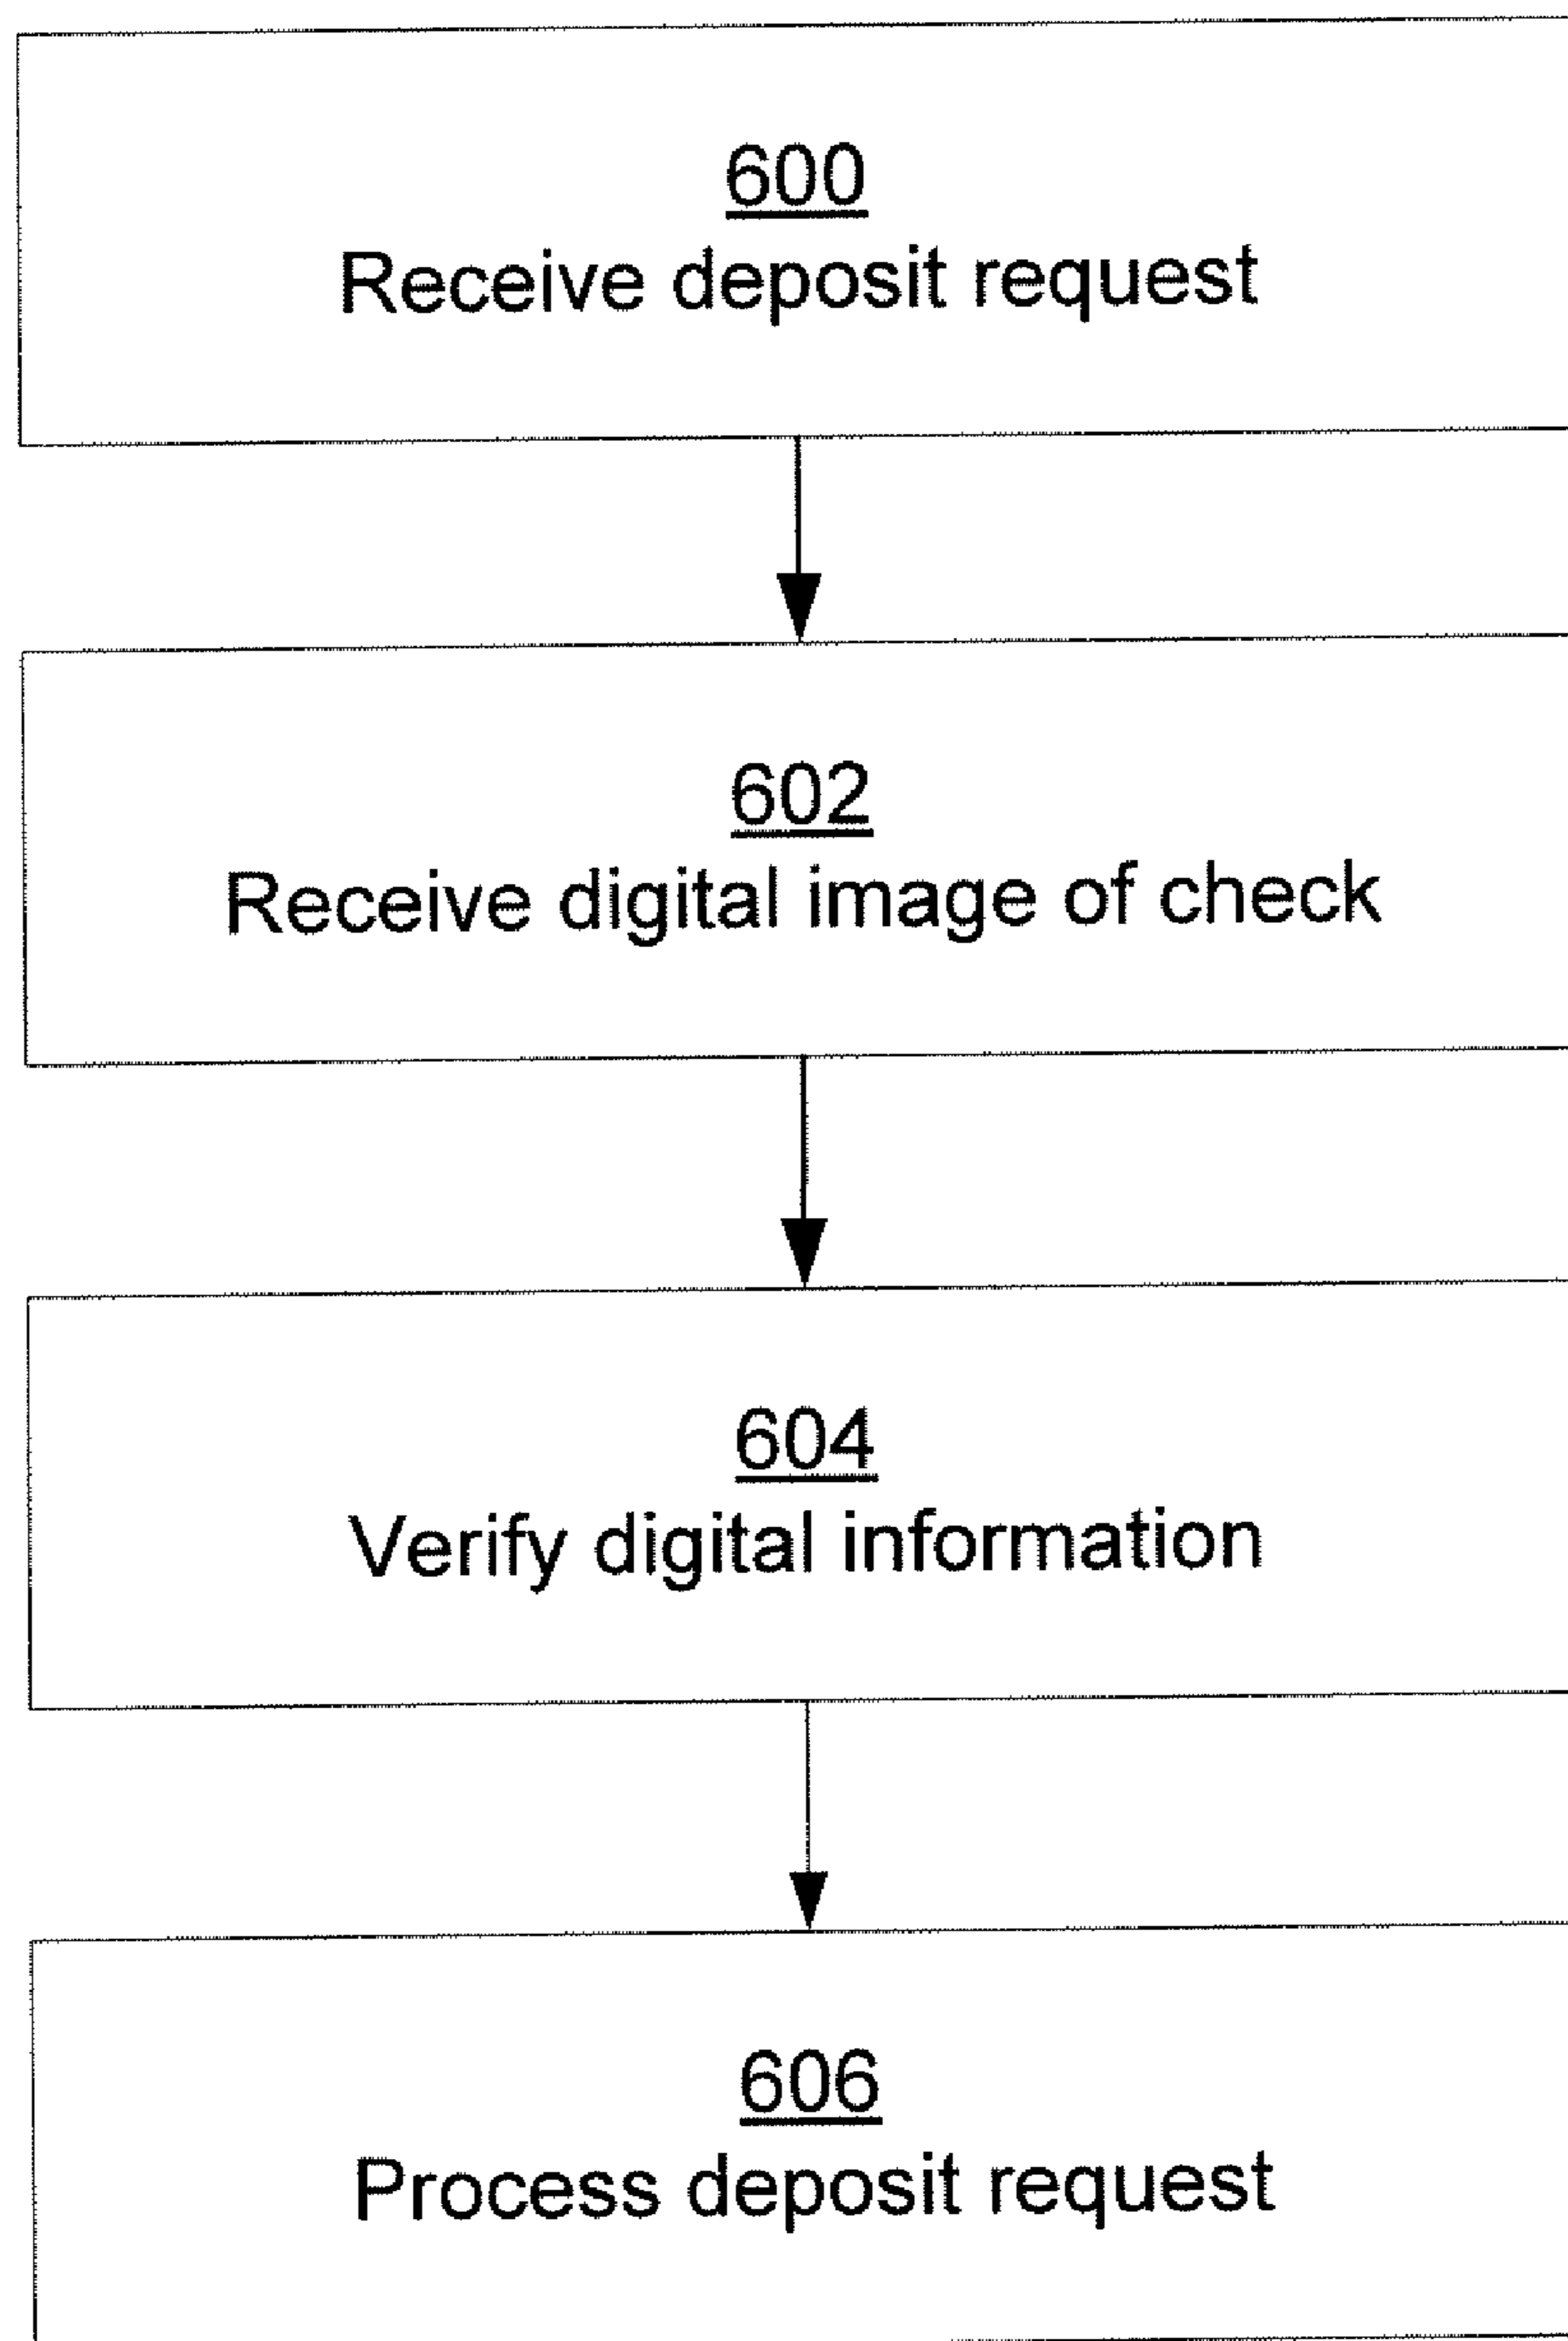 600
Receive deposit request
602
Receive digital image of check
604
Verify digital information
606
Process deposit request